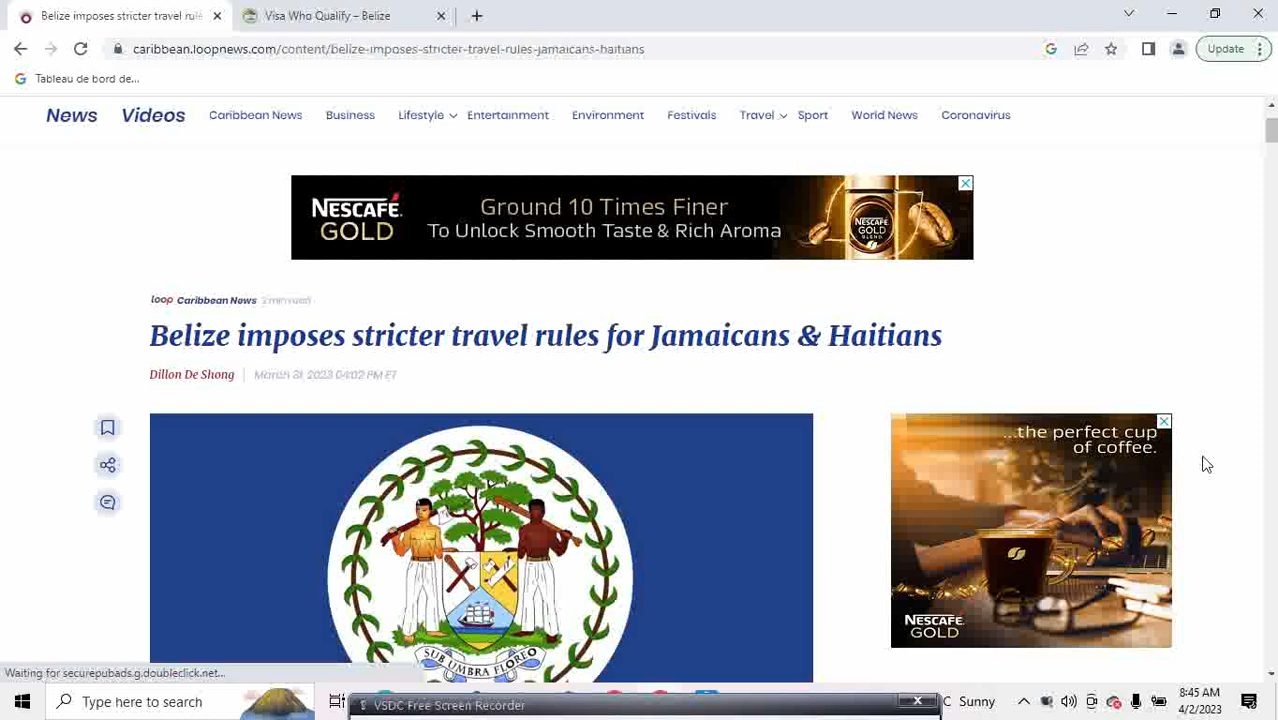 Belize imposes stricter travel rule
Visa Who Qualify – Belize
caribbean.loopnews.com/content/belize-imposes-stricter-travel-rules-jamaicans-haitians
Update
Tableau de bord de...
News Videos Caribbean News Business Lifestyle Entertainment Environment Festivals Travel Sport World News Coronavirus
NESCAFÉ GOLD
Ground 10 Times Finer
To Unlock Smooth Taste & Rich Aroma
NESCAFÉ GOLD BLEND
loop Caribbean News
Belize imposes stricter travel rules for Jamaicans & Haitians
Dillon De Shong March 31, 2023 04:02 PM ET
...the perfect cup
of coffee.
NESCAFÉ
GOLD
SUB UMBRA FLOREO
Waiting for securepubads.g.doubleclick.net...
Type here to search
VSDC Free Screen Recorder
C Sunny
8:45 AM
4/2/2023